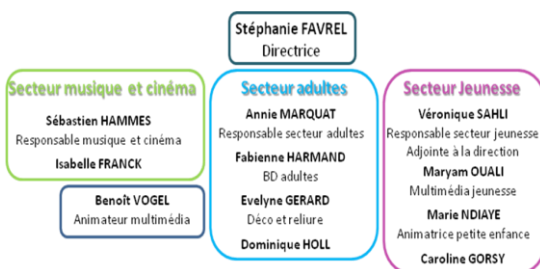 Stéphanie FAVREL
Directrice
Secteur musique et cinéma
Sébastien HAMMES
Responsable musique et cinéma
Isabelle FRANCK
Benoît VOGEL
Animateur multimédia
Secteur adultes
Annie MARQUAT
Responsable secteur adultes
Fabienne HARMAND
BD adultes
Evelyne GERARD
Déco et reliure
Dominique HOLL
Secteur Jeunesse
Véronique SAHLI
Responsable secteur jeunesse
Adjointe à la direction
Maryam OUALI
Multimédia jeunesse
Marie NDIAYE
Animatrice petite enfance
Caroline GORSY